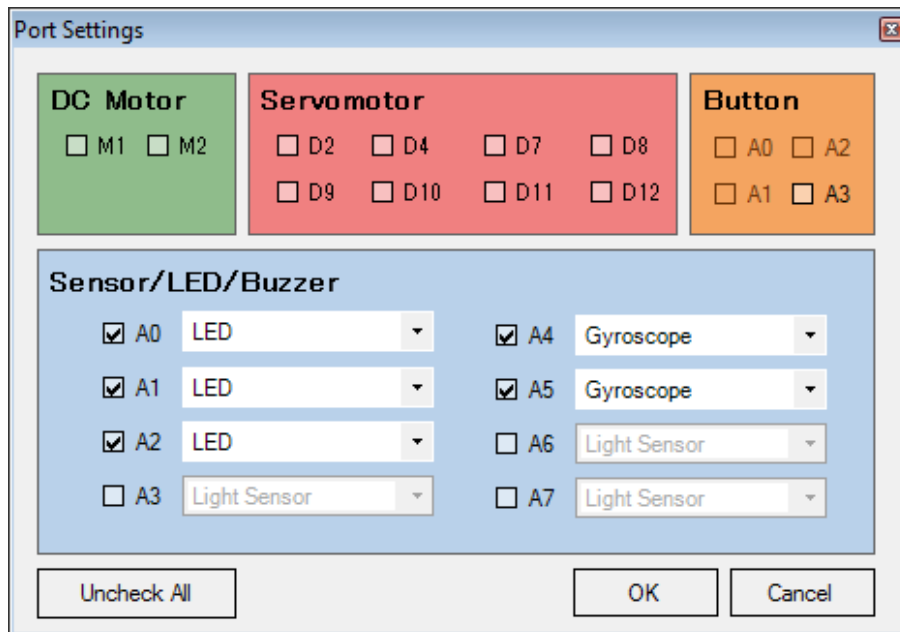 Port Settings
DC Motor
M1 M2
Servomotor
D2 D4 D7 D8
D9 D10 D11 D12
Button
A0 A2
A1 A3
Sensor/LED/Buzzer
A0 LED
A1 LED
A2 LED
A3 Light Sensor
A4 Gyroscope
A5 Gyroscope
A6 Light Sensor
A7 Light Sensor
Uncheck All
OK
Cancel